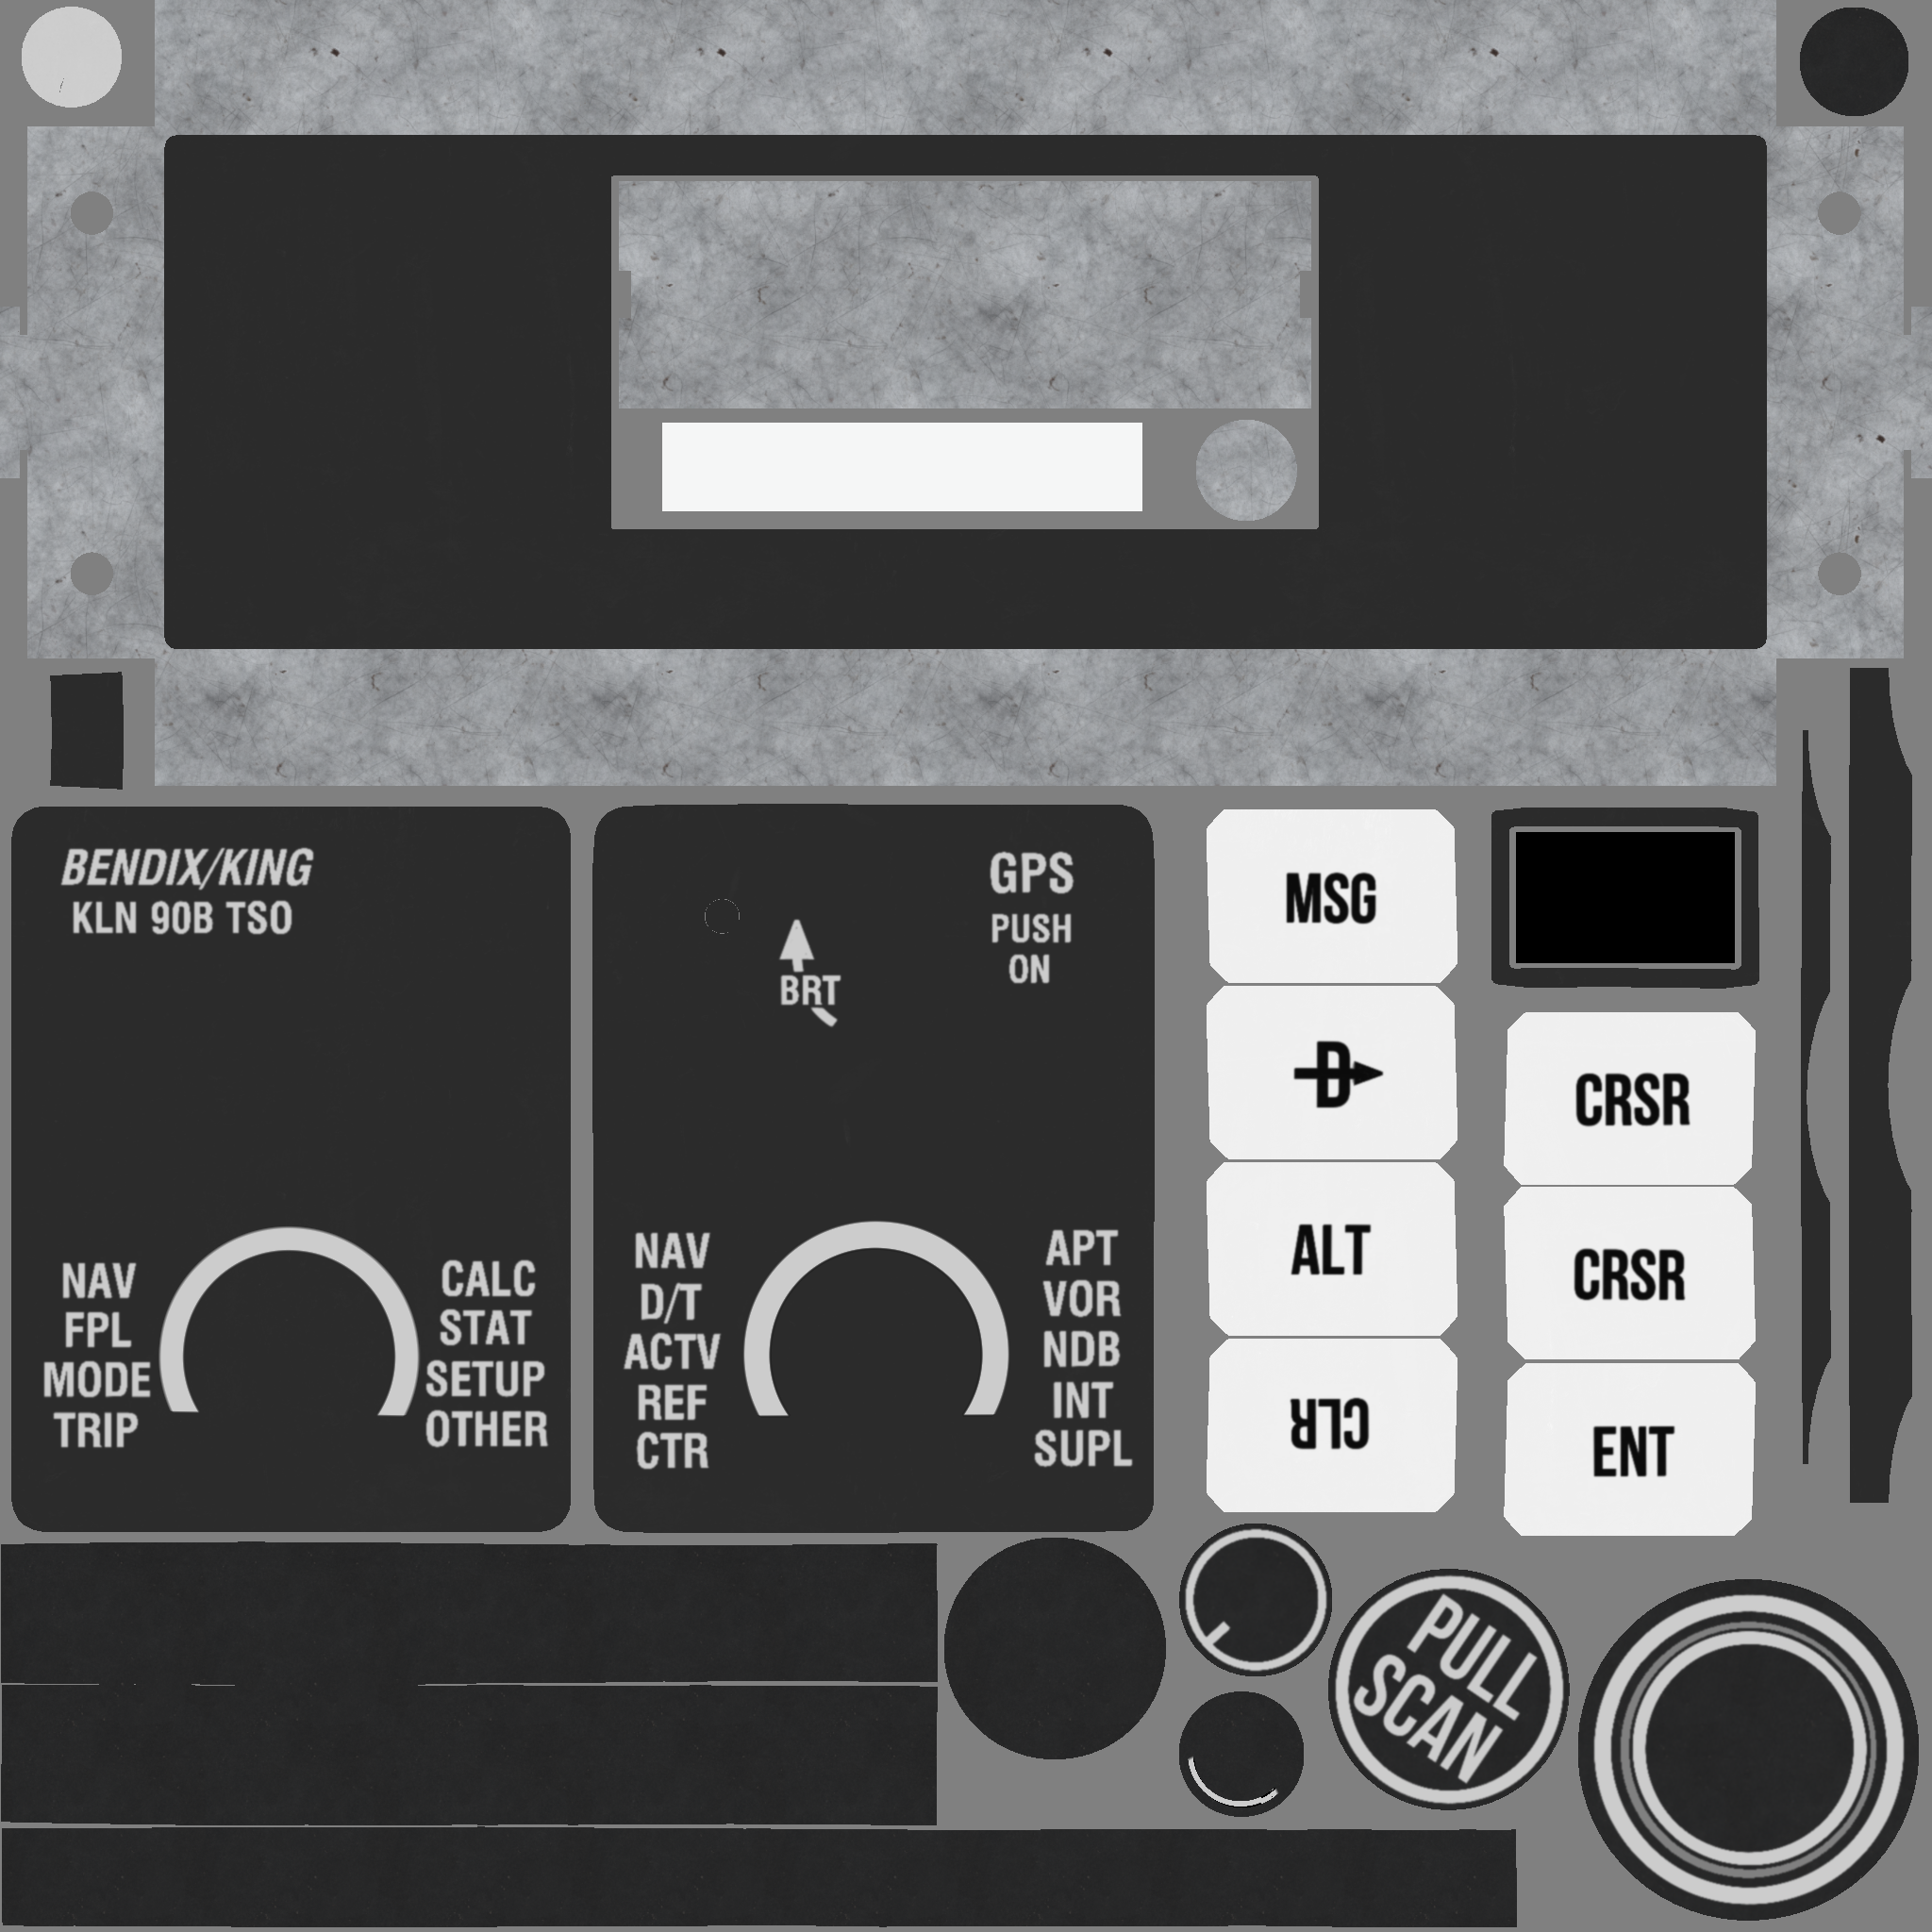 BENDIX/KING
KLN 90B TSO
NAV
FPL
MODE
TRIP
CALC
STAT
SETUP
OTHER
GPS
PUSH
ON
BRT
NAV
D/T
ACTV
REF
CTR
APT
VOR
NDB
INT
SUPL
MSG
D
ALT
CLR
CRSR
CRSR
ENT
PULL
SCAN